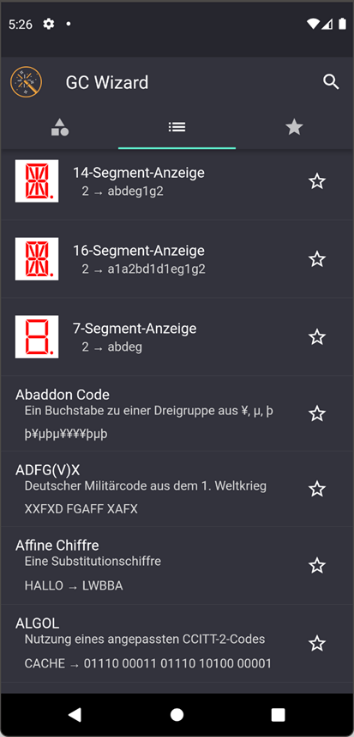 5:26
GC Wizard
14-Segment-Anzeige
2 → abdeg1g2
16-Segment-Anzeige
2 → a1a2bd1d1eg1g2
7-Segment-Anzeige
2 → abdeg
Abaddon Code
Ein Buchstabe zu einer Dreigruppe aus ¥, µ, þ
þ¥µþµ¥¥¥¥þµþ
ADFG(V)X
Deutscher Militärcode aus dem 1. Weltkrieg
XXFXD FGAFF XAFX
Affine Chiffre
Eine Substitutionschiffre
HALLO → LWBBA
ALGOL
Nutzung eines angepassten CCITT-2-Codes
CACHE → 01110 00011 01110 10100 00001